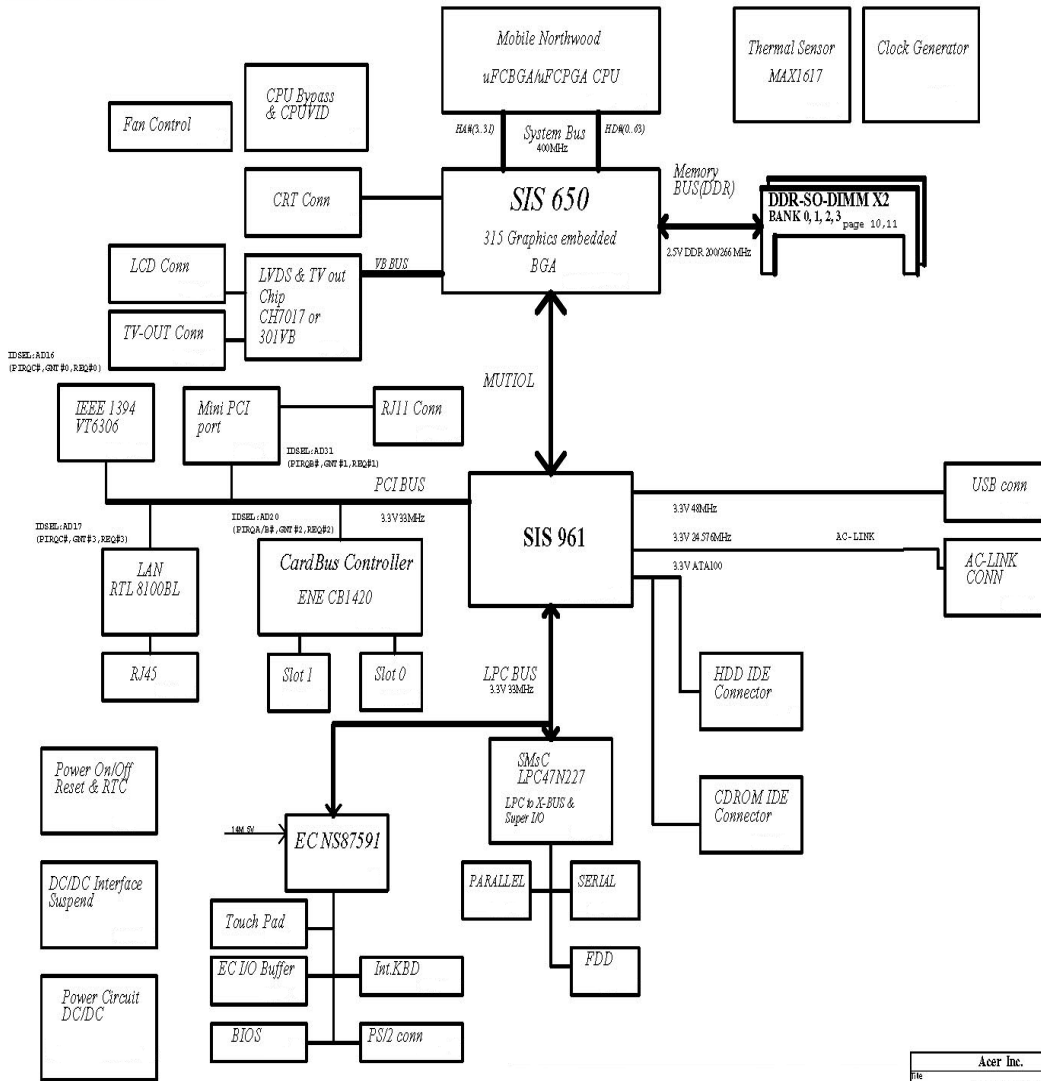 Mobile Northwood
uFCBGA/uFCPGA CPU
Thermal Sensor
MAX1617
Clock Generator
Fan Control
CPU Bypass
& CPUVID
HA#(3..31)
System Bus
400MHz
HD#(0..63)
CRT Conn
SIS 650
315 Graphics embedded
BGA
Memory
BUS(DDR)
2.5V DDR 200/266 MHz
DDR-SO-DIMM X2
BANK 0, 1, 2, 3
page 10,11
LCD Conn
TV-OUT Conn
LVDS & TV out
Chip
CH7017 or
301VB
VB BUS
MUTIOL
IDSEL:AD16
(PIRQC#,GNT#0,REQ#0)
IEEE 1394
VT6306
Mini PCI
port
RJ11 Conn
IDSEL:AD31
(PIRQB#,GNT#1,REQ#1)
PCI BUS
3.3V 33MHz
IDSEL:AD17
(PIRQC#,GNT#3,REQ#3)
IDSEL:AD20
(PIRQA/B#,GNT#2,REQ#2)
LAN
RTL 8100BL
RJ45
CardBus Controller
ENE CB1420
Slot 1
Slot 0
SIS 961
3.3V 48MHz
USB conn
3.3V 24.576MHz
AC-LINK
3.3V ATA100
AC-LINK
CONN
LPC BUS
3.3V 33MHz
HDD IDE
Connector
CDROM IDE
Connector
SMsC
LPC47N227
LPC to X-BUS &
Super I/O
PARALLEL
SERIAL
FDD
Power On/Off
Reset & RTC
DC/DC Interface
Suspend
Power Circuit
DC/DC
14M 5V
EC NS87591
Touch Pad
EC I/O Buffer
Int.KBD
BIOS
PS/2 conn
Acer Inc.
Title